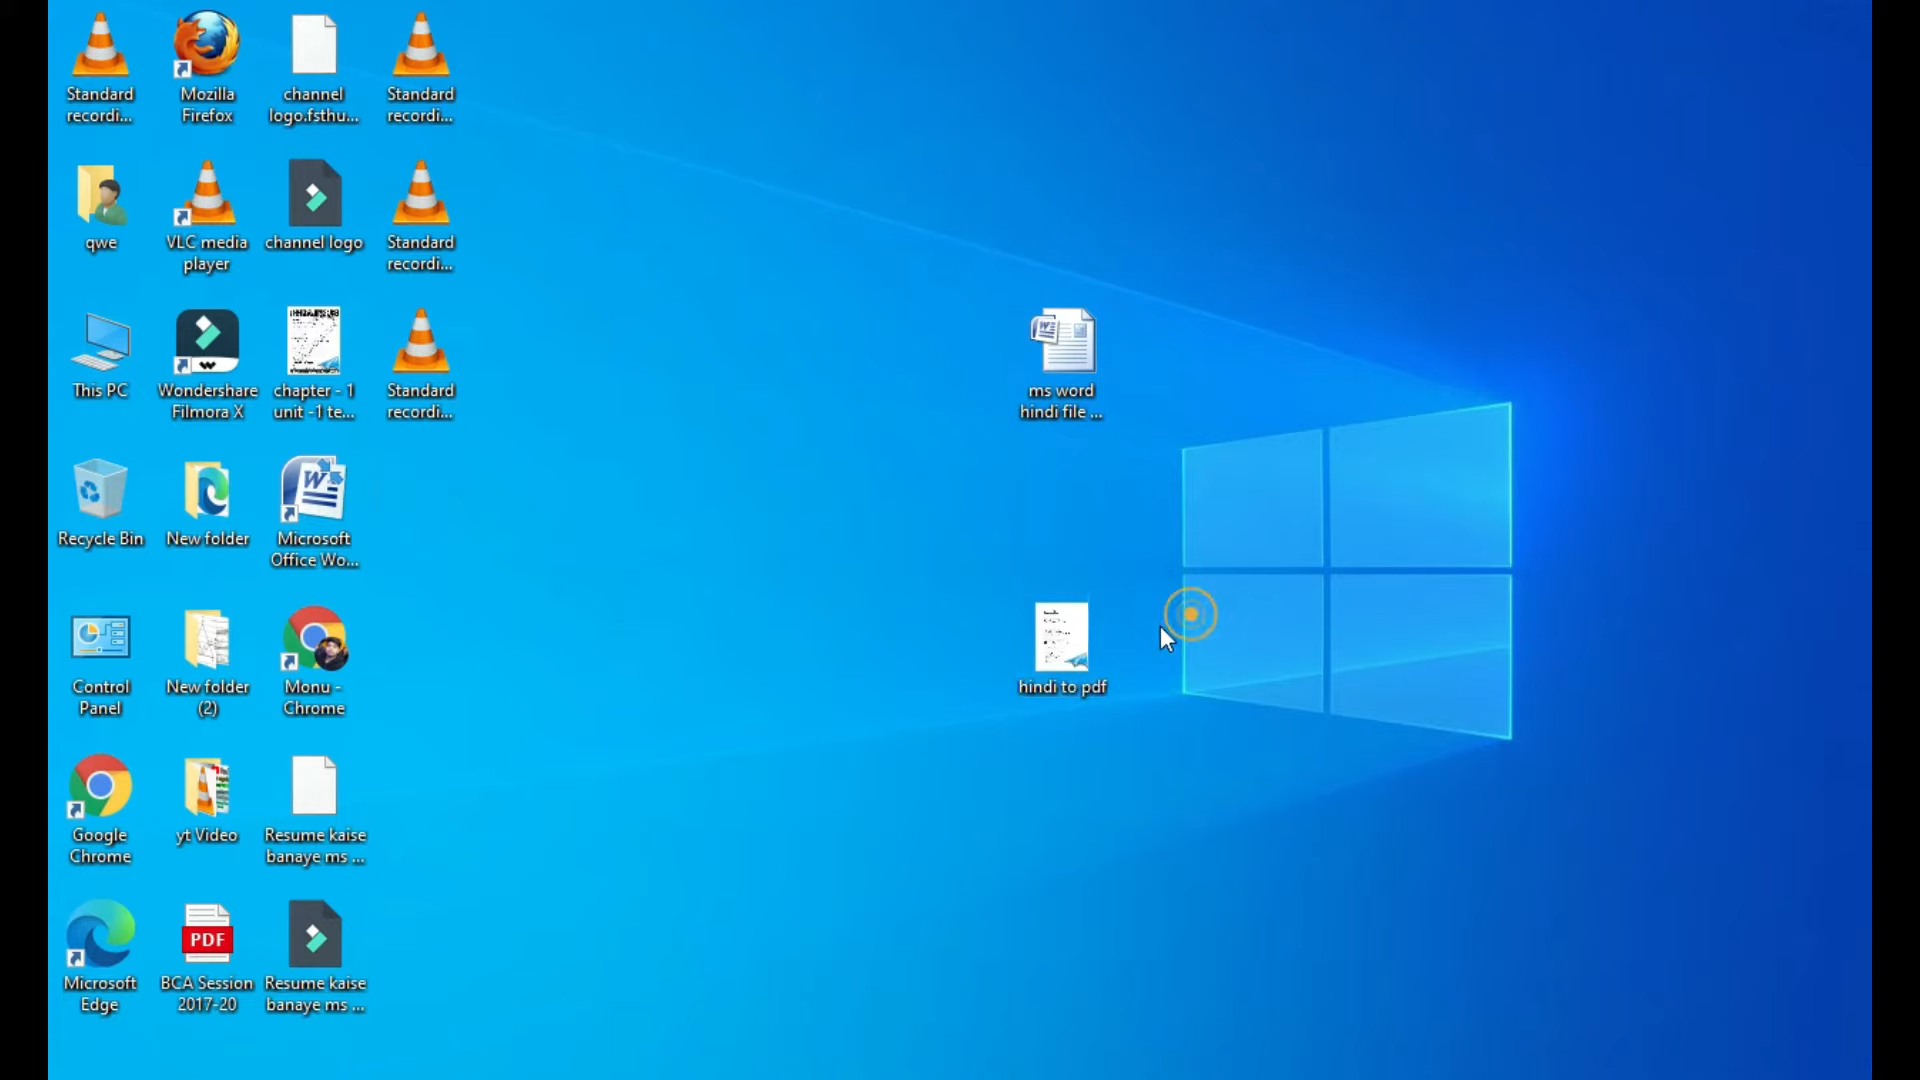 Standard
recordi...
Mozilla
Firefox
channel
logo.fsthu...
Standard
recordi...
qwe
VLC media
player
channel logo
Standard
recordi...
This PC
Wondershare
Filmora X
chapter - 1
unit -1 te...
Standard
recordi...
ms word
hindi file ...
Recycle Bin
New folder
Microsoft
Office Wo...
Control
Panel
New folder
(2)
Monu -
Chrome
hindi to pdf
Google
Chrome
yt Video
Resume kaise
banaye ms ...
Microsoft
Edge
PDF
BCA Session
2017-20
Resume kaise
banaye ms ...